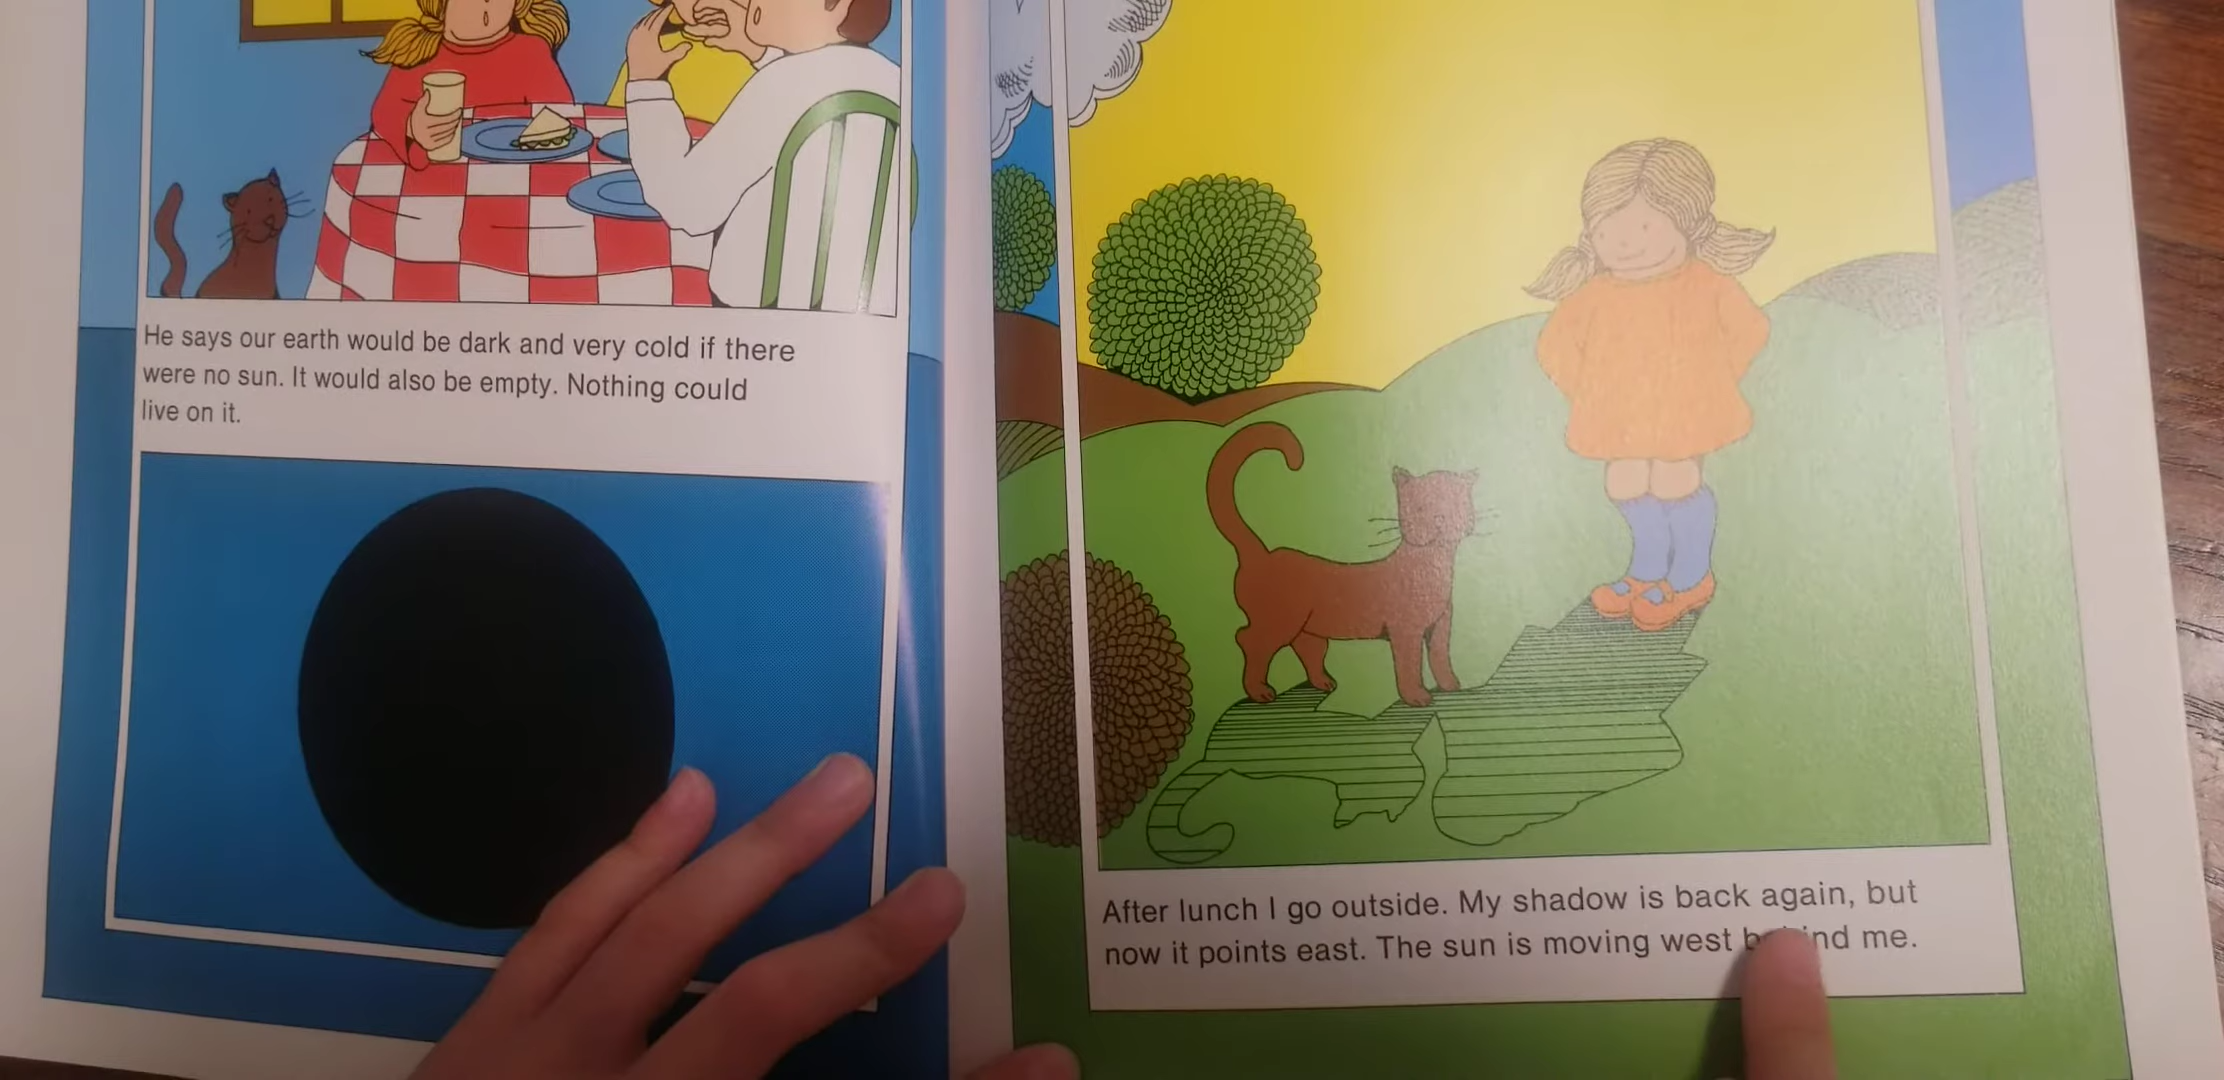 He says our earth would be dark and very cold if there
were no sun. It would also be empty. Nothing could
live on it.
After lunch I go outside. My shadow is back again, but
now it points east. The sun is moving west behind me.